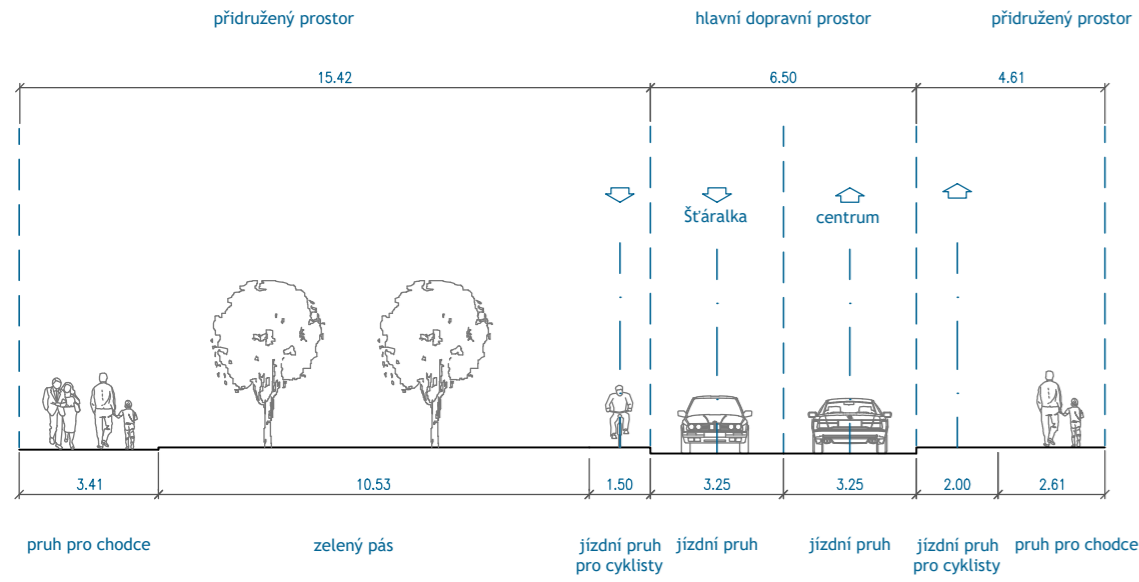 přidružený prostor
hlavní dopravní prostor
přidružený prostor
15.42
6.50
4.61
Šťáralka
centrum
3.41
10.53
1.50
3.25
3.25
2.00
2.61
pruh pro chodce
zelený pás
jízdní pruh
pro cyklisty
jízdní pruh
jízdní pruh
jízdní pruh
pro cyklisty
pruh pro chodce